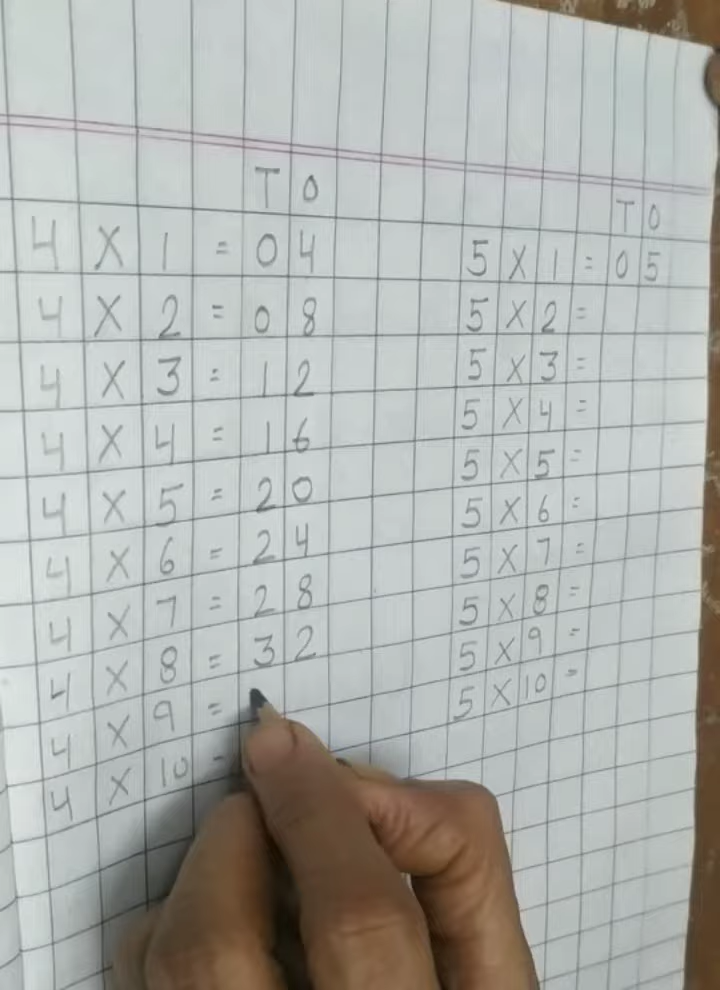 T O
4 X 1 = 0 4
4 X 2 = 0 8
4 X 3 = 1 2
4 X 4 = 1 6
4 X 5 = 2 0
4 X 6 = 2 4
4 X 7 = 2 8
4 X 8 = 3 2
4 X 9 =
4 X 10 =
T O
5 X 1 = 0 5
5 X 2 =
5 X 3 =
5 X 4 =
5 X 5 =
5 X 6 =
5 X 7 =
5 X 8 =
5 X 9 =
5 X 10 =